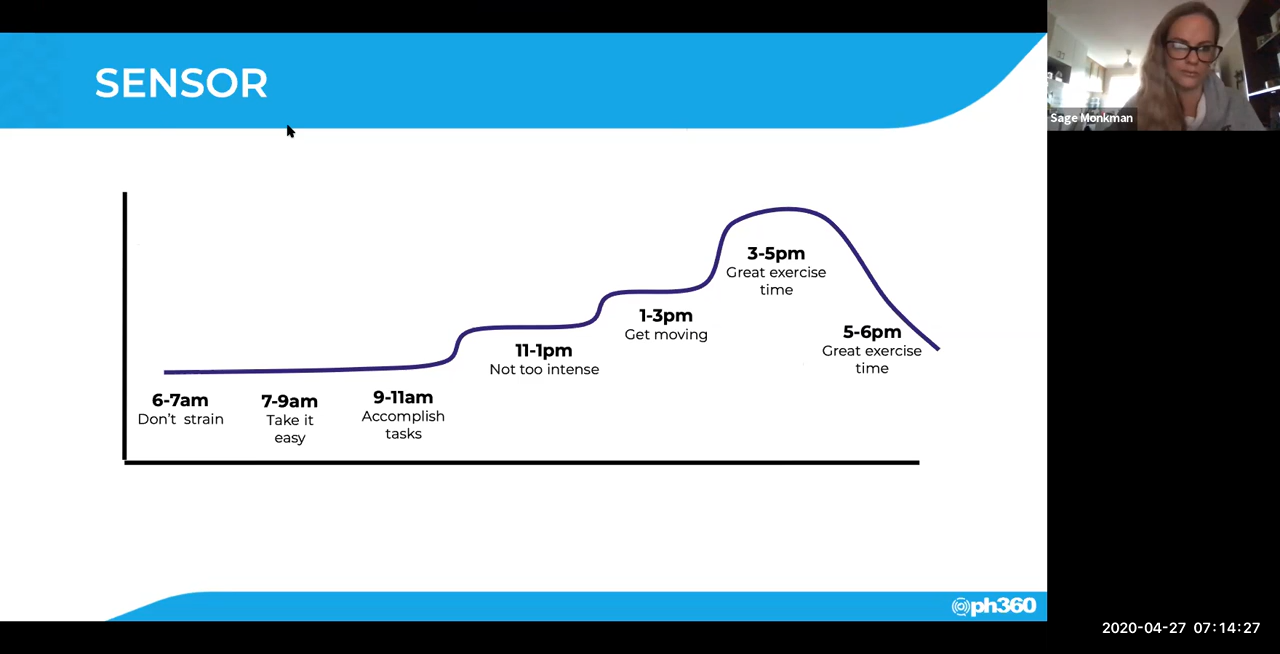 SENSOR
Sage Monkman
6-7am
Don't strain
7-9am
Take it
easy
9-11am
Accomplish
tasks
11-1pm
Not too intense
1-3pm
Get moving
3-5pm
Great exercise
time
5-6pm
Great exercise
time
ph360
2020-04-27 07:14:27